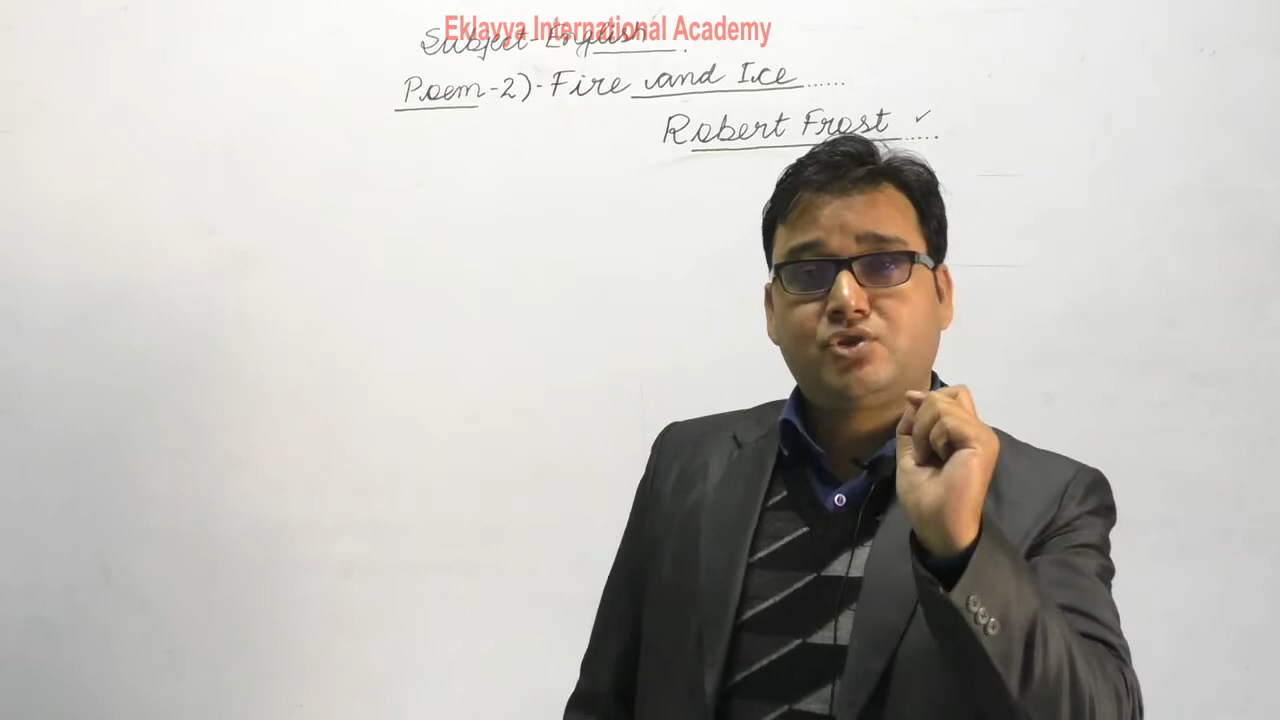 Eklavya International Academy
Subject-English.
Poem-2)-Fire and Ice......
Robert Frost ✓.....